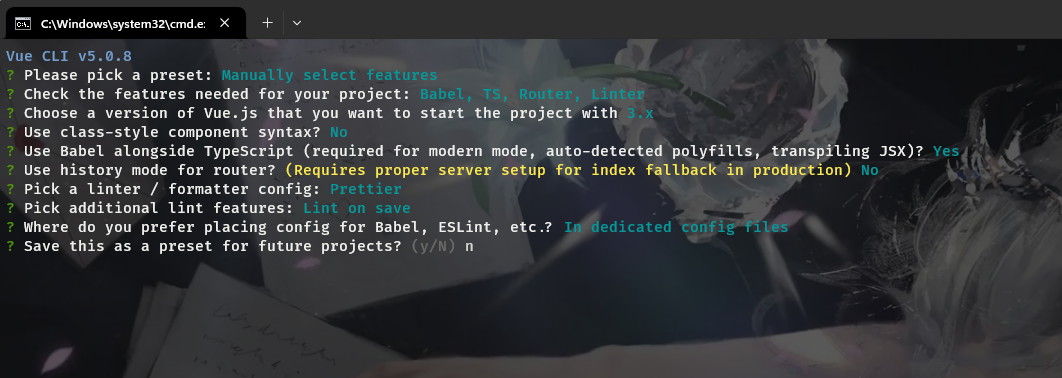 C:\Windows\system32\cmd.e
Vue CLI v5.0.8
? Please pick a preset: Manually select features
? Check the features needed for your project: Babel, TS, Router, Linter
? Choose a version of Vue.js that you want to start the project with 3.x
? Use class-style component syntax? No
? Use Babel alongside TypeScript (required for modern mode, auto-detected polyfills, transpiling JSX)? Yes
? Use history mode for router? (Requires proper server setup for index fallback in production) No
? Pick a linter / formatter config: Prettier
? Pick additional lint features: Lint on save
? Where do you prefer placing config for Babel, ESLint, etc.? In dedicated config files
? Save this as a preset for future projects? (y/N) n